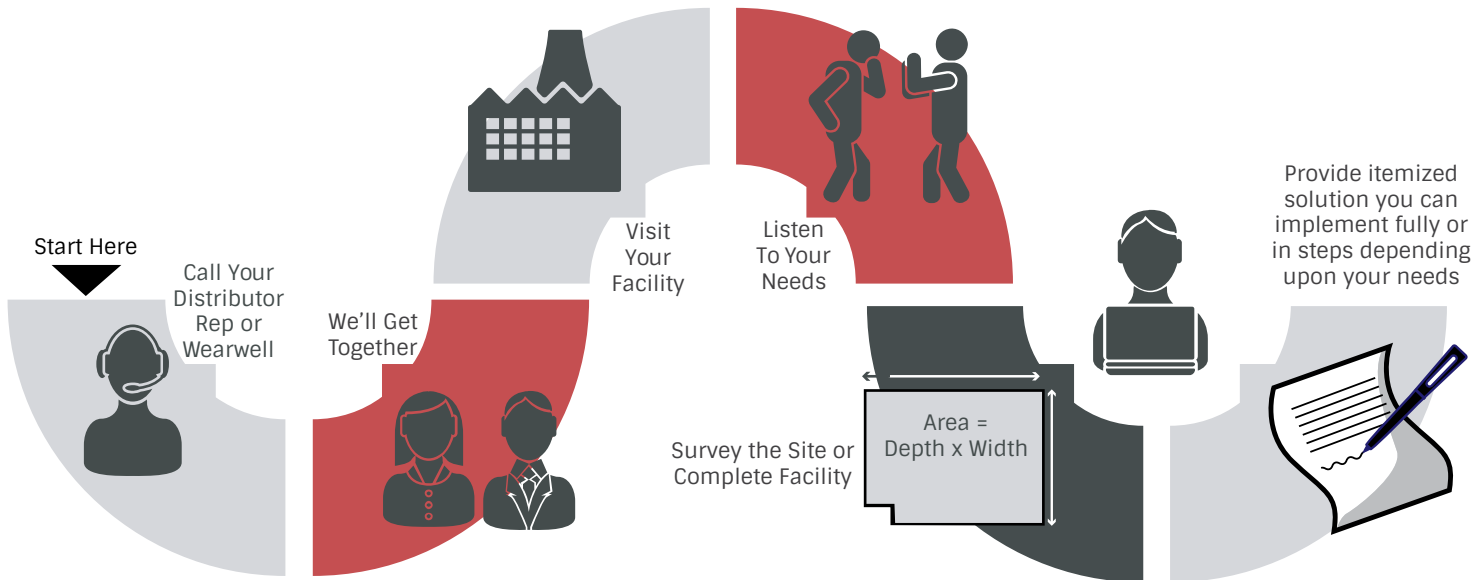 Start Here
Call Your
Distributor
Rep or
Wearwell
We'll Get
Together
Visit
Your
Facility
Listen
To Your
Needs
Survey the Site or
Complete Facility
Area =
Depth x Width
Provide itemized
solution you can
implement fully or
in steps depending
upon your needs